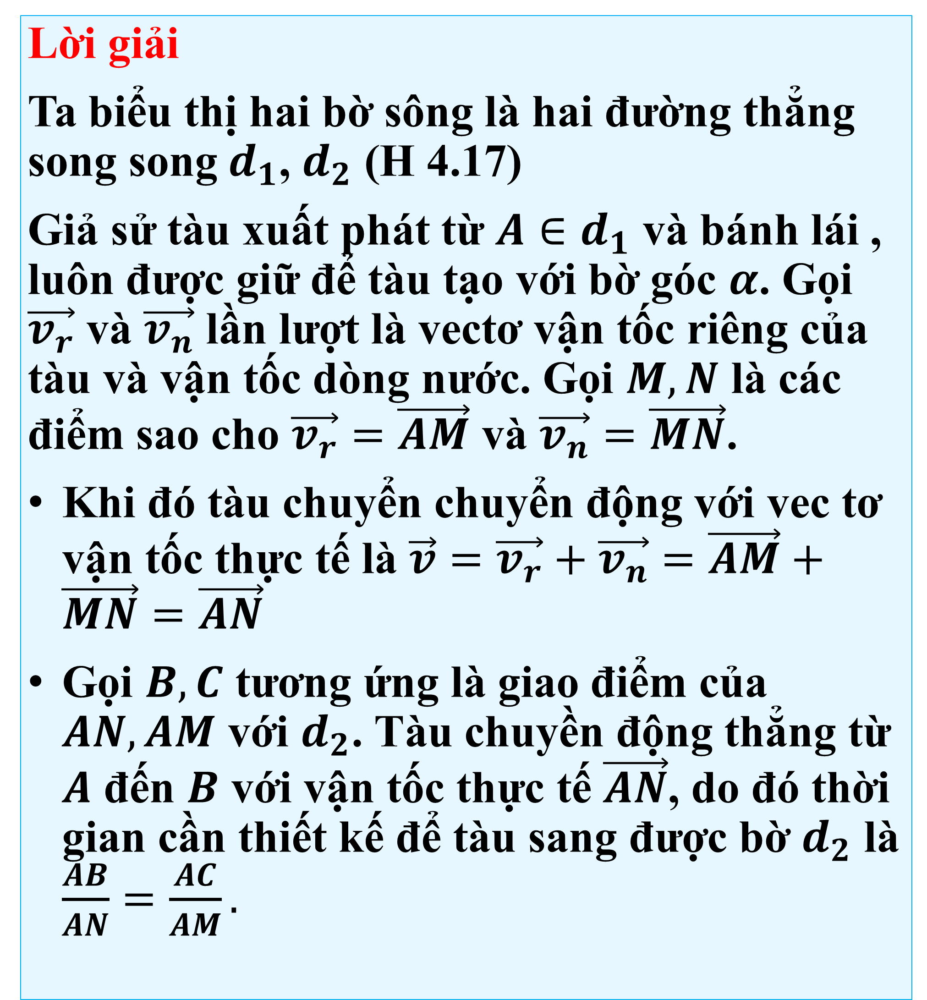 Lời giải
Ta biểu thị hai bờ sông là hai đường thẳng
song song $d_1$, $d_2$ (H 4.17)
Giả sử tàu xuất phát từ $A \in d_1$ và bánh lái ,
luôn được giữ để tàu tạo với bờ góc $\alpha$. Gọi
$\overrightarrow{v_r}$ và $\overrightarrow{v_n}$ lần lượt là vectơ vận tốc riêng của
tàu và vận tốc dòng nước. Gọi $M, N$ là các
điểm sao cho $\overrightarrow{v_r} = \overrightarrow{AM}$ và $\overrightarrow{v_n} = \overrightarrow{MN}$.
• Khi đó tàu chuyển chuyển động với vec tơ
vận tốc thực tế là $\overrightarrow{v} = \overrightarrow{v_r} + \overrightarrow{v_n} = \overrightarrow{AM} +$
$\overrightarrow{MN} = \overrightarrow{AN}$
• Gọi $B, C$ tương ứng là giao điểm của
$AN, AM$ với $d_2$. Tàu chuyền động thẳng từ
$A$ đến $B$ với vận tốc thực tế $\overrightarrow{AN}$, do đó thời
gian cần thiết kế để tàu sang được bờ $d_2$ là
$\frac{AB}{AN} = \frac{AC}{AM}$.